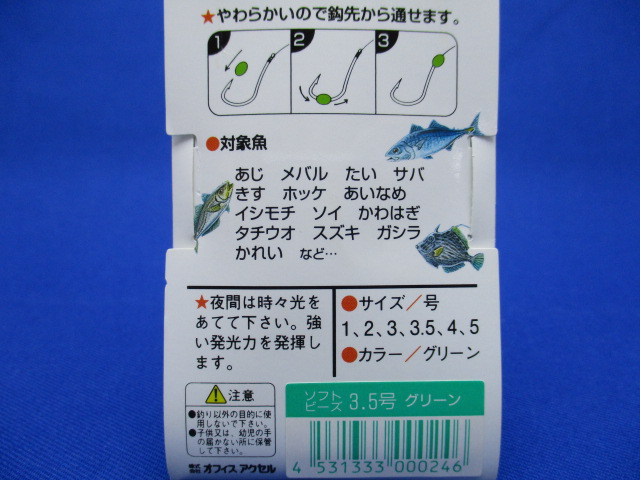 ★やわらかいので鈎先から通せます。
1 2 3
●対象魚
あじ メバル たい サバ
きす ホッケ あいなめ
イシモチ ソイ かわはぎ
タチウオ スズキ ガシラ
かれい など…
★夜間は時々光を
あてて下さい。強
い発光力を発揮し
ます。
●サイズ／号
1、2、3、3.5、4、5
●カラー／グリーン
注意
●釣り以外の目的に使
用しないで下さい。
●子供又は、幼児の手
の届かない所に保管
して下さい。
ソフト
ビーズ 3.5号 グリーン
4 531333 000246
株式会社 オフィスアクセル